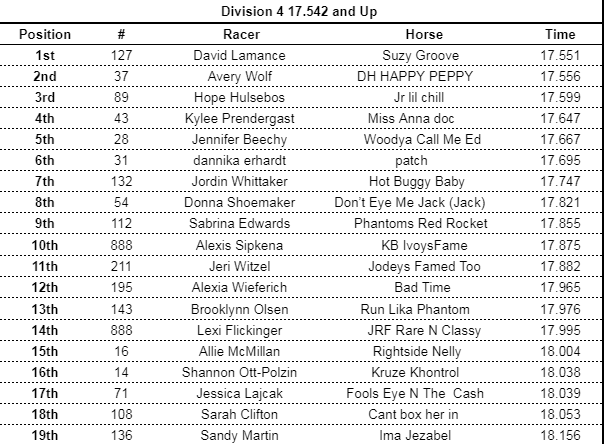 Division 4 17.542 and Up
Position # Racer Horse Time
1st 127 David Lamance Suzy Groove 17.551
2nd 37 Avery Wolf DH HAPPY PEPPY 17.556
3rd 89 Hope Hulsebos Jr lil chill 17.599
4th 43 Kylee Prendergast Miss Anna doc 17.647
5th 28 Jennifer Beechy Woodya Call Me Ed 17.667
6th 31 dannika erhardt patch 17.695
7th 132 Jordin Whittaker Hot Buggy Baby 17.747
8th 54 Donna Shoemaker Don't Eye Me Jack (Jack) 17.821
9th 112 Sabrina Edwards Phantoms Red Rocket 17.855
10th 888 Alexis Sipkena KB IvoysFame 17.875
11th 211 Jeri Witzel Jodeys Famed Too 17.882
12th 195 Alexia Wieferich Bad Time 17.965
13th 143 Brooklynn Olsen Run Lika Phantom 17.976
14th 888 Lexi Flickinger JRF Rare N Classy 17.995
15th 16 Allie McMillan Rightside Nelly 18.004
16th 14 Shannon Ott-Polzin Kruze Khontrol 18.038
17th 71 Jessica Lajcak Fools Eye N The Cash 18.039
18th 108 Sarah Clifton Cant box her in 18.053
19th 136 Sandy Martin Ima Jezabel 18.156